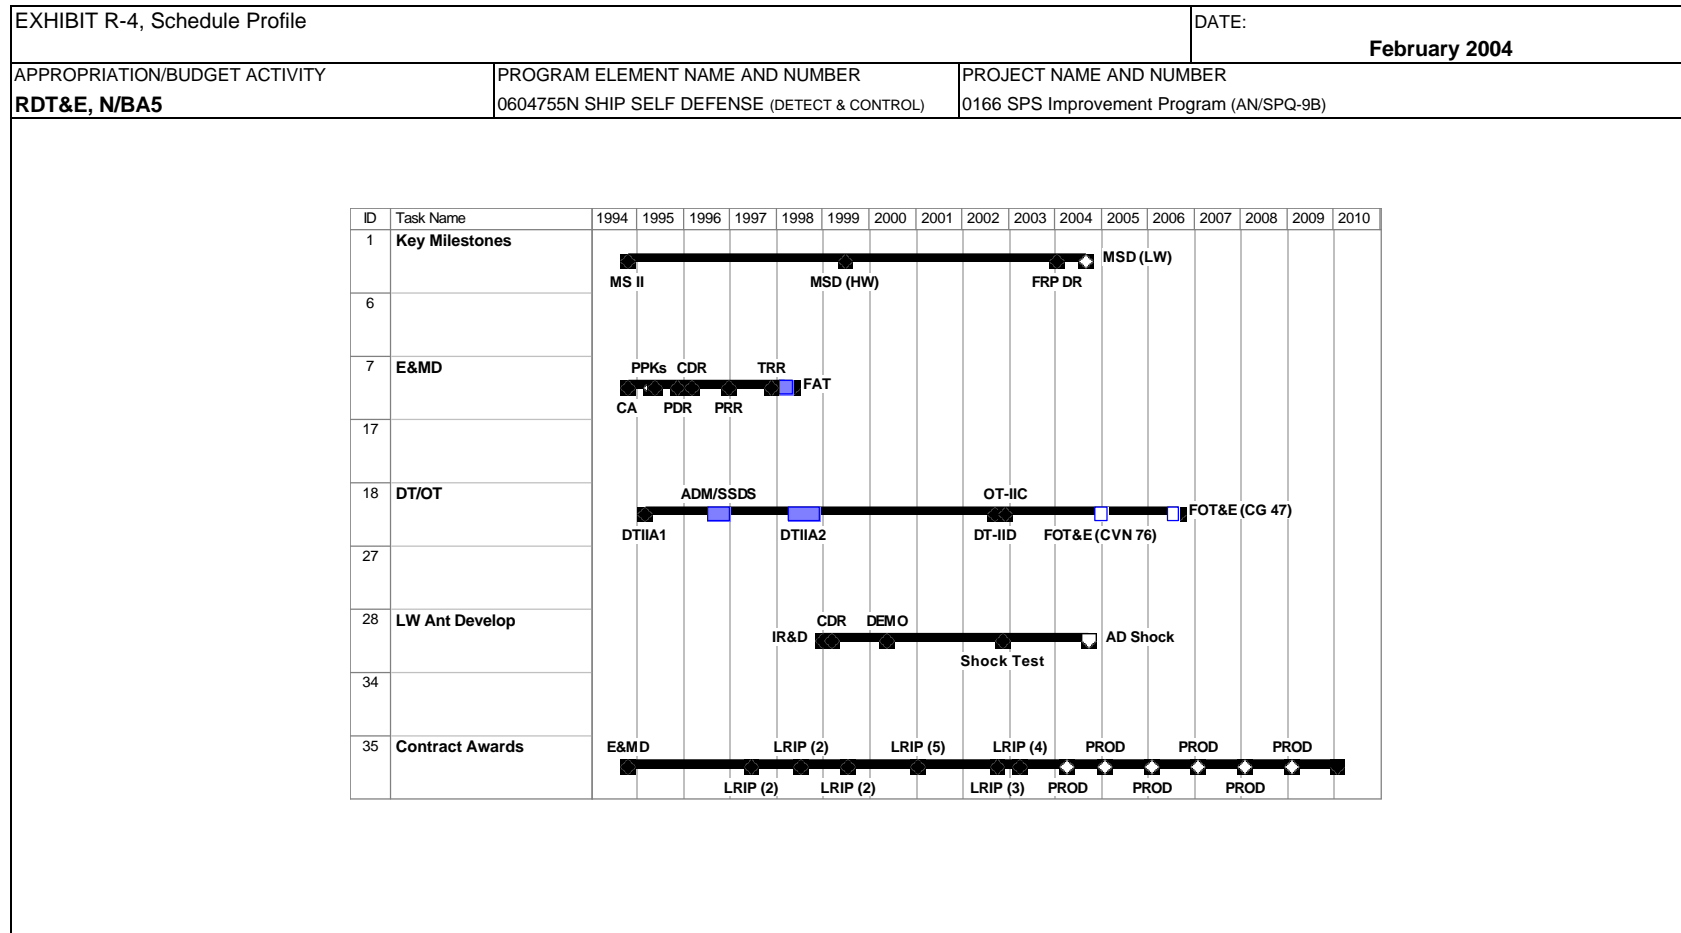 EXHIBIT R-4, Schedule Profile
DATE:
February 2004
APPROPRIATION/BUDGET ACTIVITY
PROGRAM ELEMENT NAME AND NUMBER
PROJECT NAME AND NUMBER
RDT&E, N/BA5
0604755N SHIP SELF DEFENSE (DETECT & CONTROL)
0166 SPS Improvement Program (AN/SPQ-9B)
ID Task Name 1994 1995 1996 1997 1998 1999 2000 2001 2002 2003 2004 2005 2006 2007 2008 2009 2010
1 Key Milestones
MSD (LW)
MS II MSD (HW) FRP DR
6
7 E&MD PPKs CDR TRR
FAT
CA PDR PRR
17
18 DT/OT ADM/SSDS OT-IIC
FOT&E (CG 47)
DTIIA1 DTIIA2 DT-IID FOT&E (CVN 76)
27
28 LW Ant Develop CDR DEMO
IR&D AD Shock
Shock Test
34
35 Contract Awards E&MD LRIP (2) LRIP (5) LRIP (4) PROD PROD PROD
LRIP (2) LRIP (2) LRIP (3) PROD PROD PROD